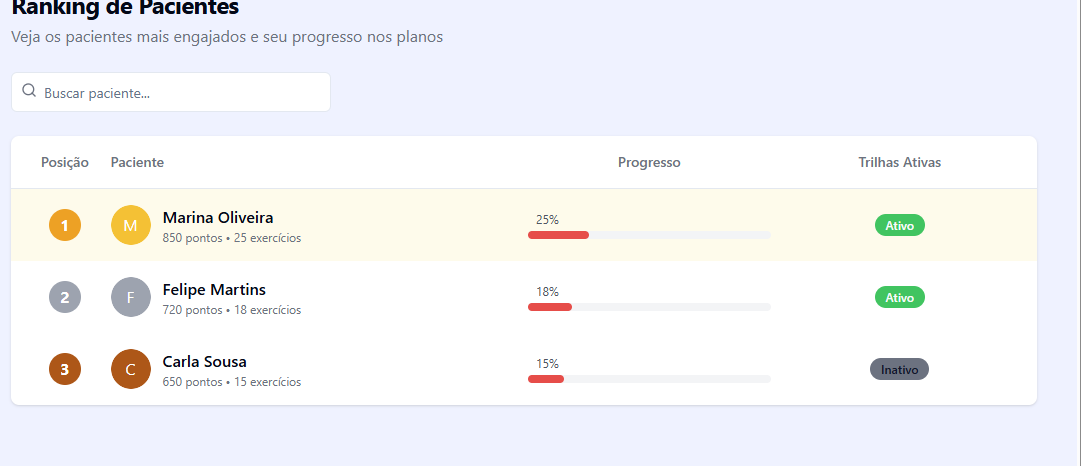 Ranking de Pacientes
Veja os pacientes mais engajados e seu progresso nos planos
Buscar paciente...
Posição Paciente Progresso Trilhas Ativas
1 M Marina Oliveira 25% Ativo
850 pontos • 25 exercícios
2 F Felipe Martins 18% Ativo
720 pontos • 18 exercícios
3 C Carla Sousa 15% Inativo
650 pontos • 15 exercícios